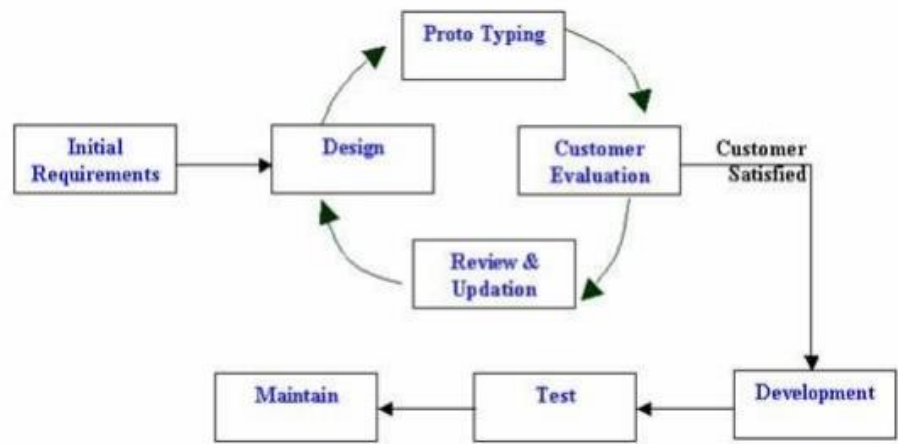 Proto Typing
Initial
Requirements
Design
Customer
Evaluation
Customer
Satisfied
Review &
Updation
Maintain
Test
Development